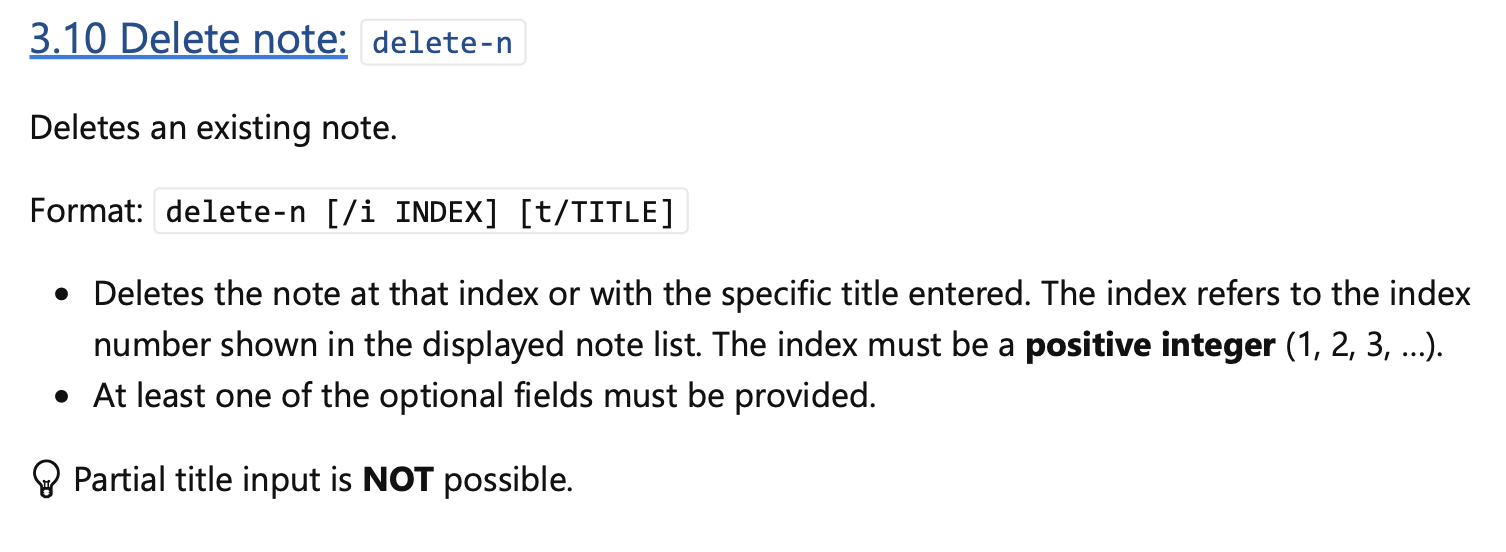 3.10 Delete note: delete-n
Deletes an existing note.
Format: delete-n [/i INDEX] [t/TITLE]
• Deletes the note at that index or with the specific title entered. The index refers to the index
number shown in the displayed note list. The index must be a positive integer (1, 2, 3, …).
• At least one of the optional fields must be provided.
Partial title input is NOT possible.